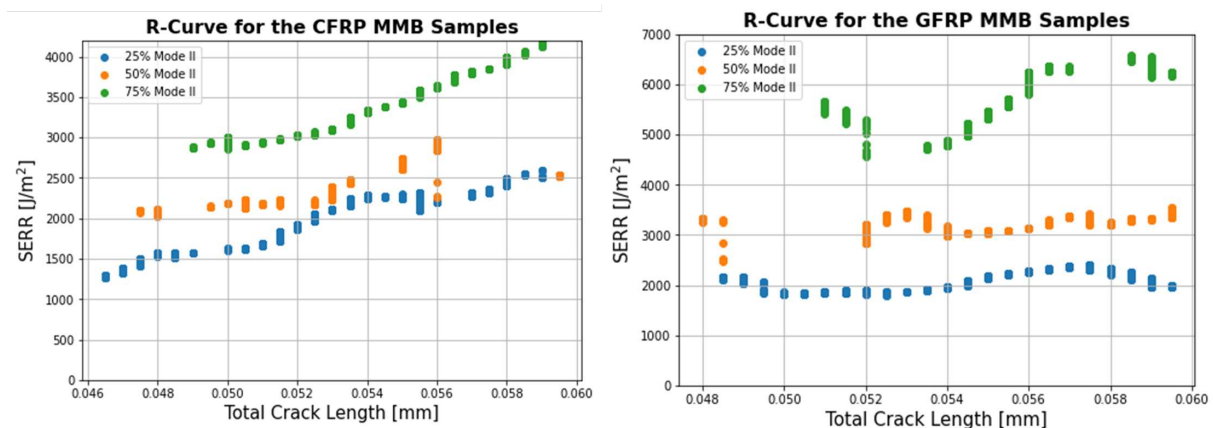 R-Curve for the CFRP MMB Samples
25% Mode II
50% Mode II
75% Mode II
SERR [J/m²]
4000
3500
3000
2500
2000
1500
1000
500
0
0.046 0.048 0.050 0.052 0.054 0.056 0.058 0.060
Total Crack Length [mm]
R-Curve for the GFRP MMB Samples
25% Mode II
50% Mode II
75% Mode II
SERR [J/m²]
7000
6000
5000
4000
3000
2000
1000
0
0.048 0.050 0.052 0.054 0.056 0.058 0.060
Total Crack Length [mm]